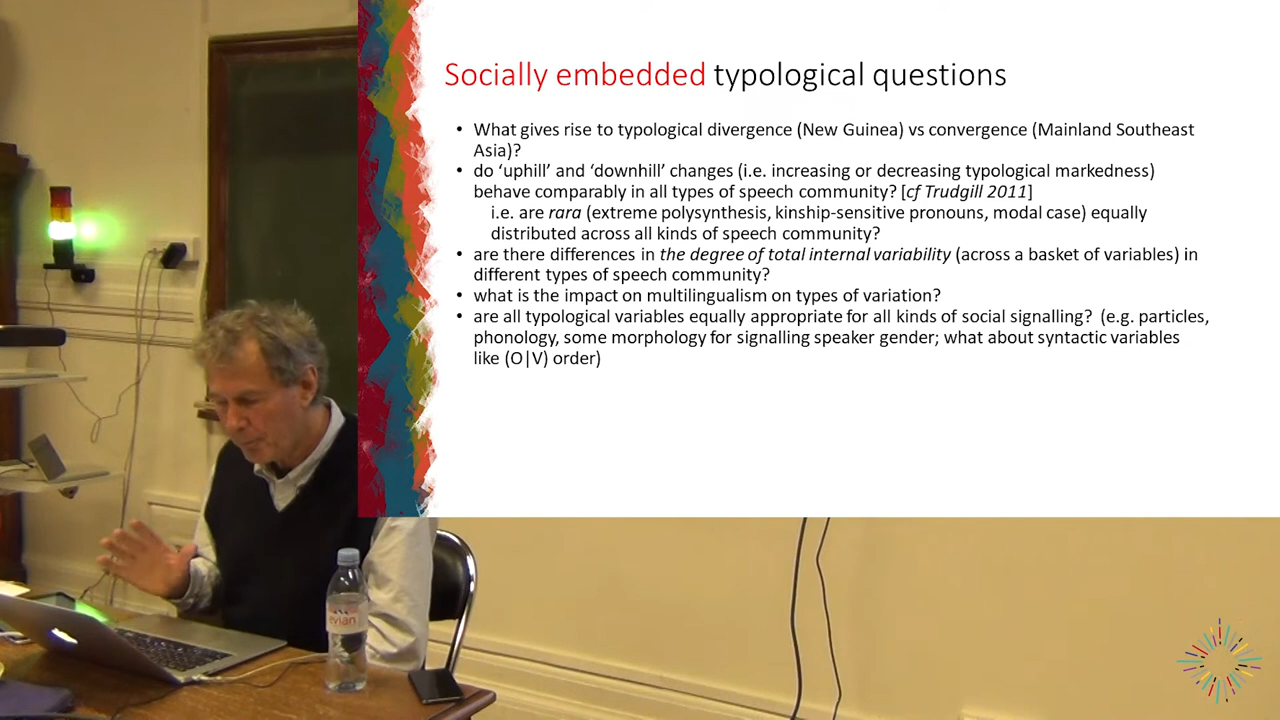 Socially embedded typological questions
• What gives rise to typological divergence (New Guinea) vs convergence (Mainland Southeast
Asia)?
• do ‘uphill’ and ‘downhill’ changes (i.e. increasing or decreasing typological markedness)
behave comparably in all types of speech community? [cf Trudgill 2011]
i.e. are rara (extreme polysynthesis, kinship-sensitive pronouns, modal case) equally
distributed across all kinds of speech community?
• are there differences in the degree of total internal variability (across a basket of variables) in
different types of speech community?
• what is the impact on multilingualism on types of variation?
• are all typological variables equally appropriate for all kinds of social signalling? (e.g. particles,
phonology, some morphology for signalling speaker gender; what about syntactic variables
like (O|V) order)
evian